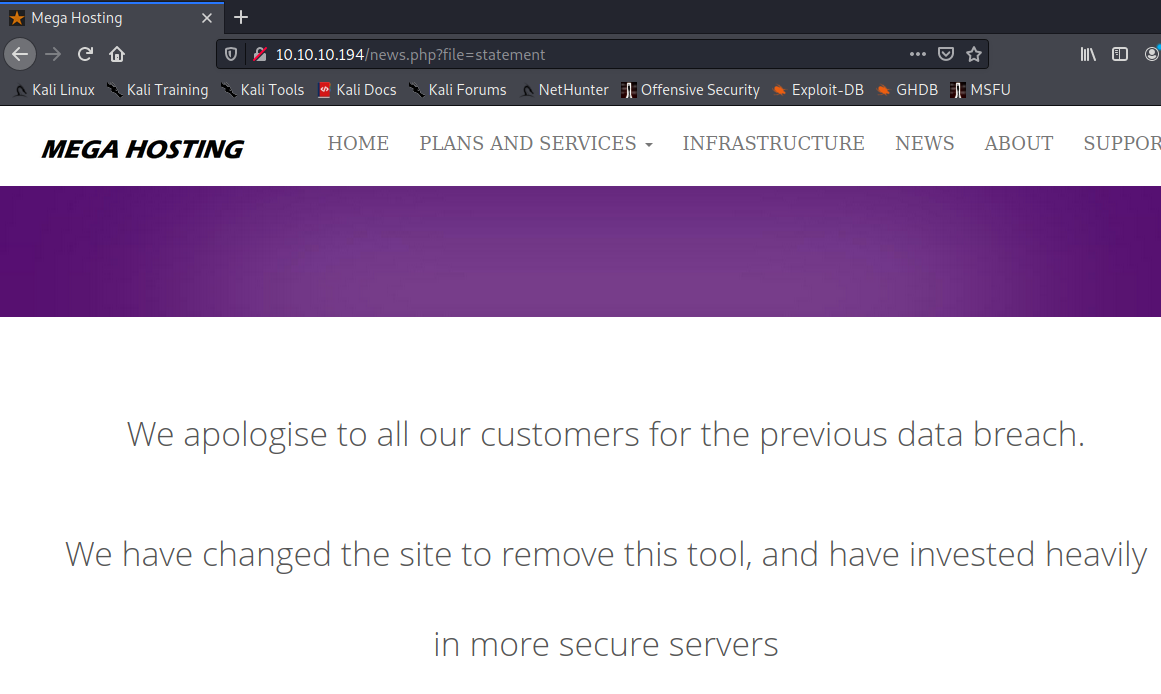 Mega Hosting
10.10.10.194/news.php?file=statement
Kali Linux Kali Training Kali Tools Kali Docs Kali Forums NetHunter Offensive Security Exploit-DB GHDB MSFU
MEGA HOSTING HOME PLANS AND SERVICES INFRASTRUCTURE NEWS ABOUT SUPPOR
We apologise to all our customers for the previous data breach.
We have changed the site to remove this tool, and have invested heavily
in more secure servers